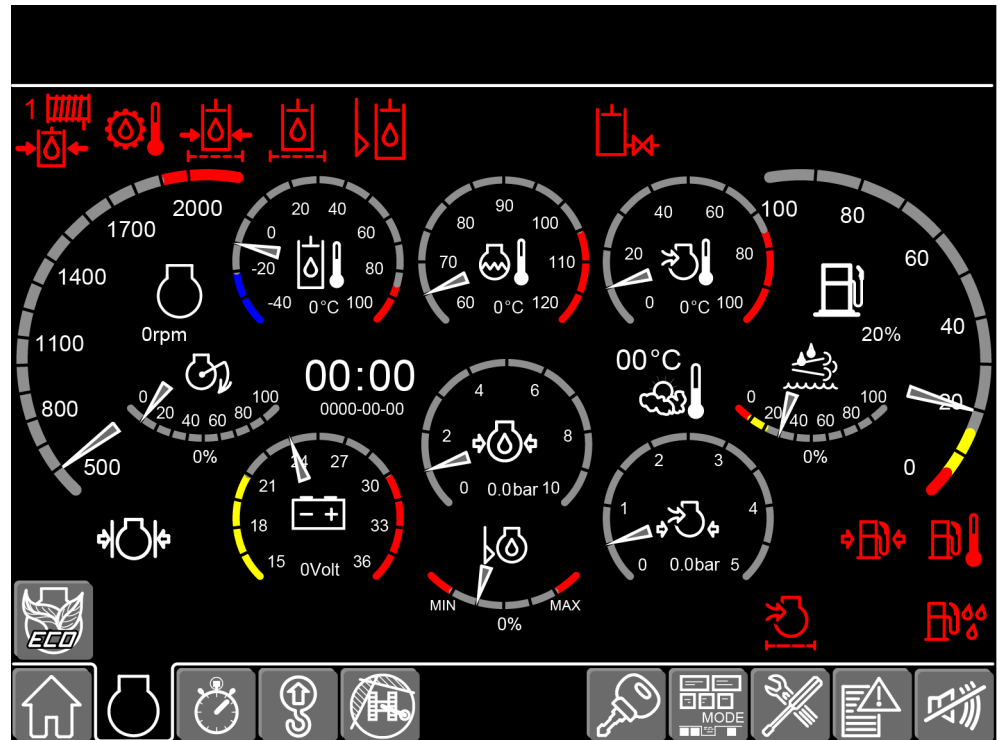 1
2000
1700
1400
1100
800
500
0rpm
20 40
0 60
-20 80
-40 0°C 100
90
80 100
70 110
60 120
0°C
40 60
20 80
0 0°C 100
100 80
60
40
20
0
20%
0 20 40 60 80 100
0%
00:00
0000-00-00
00°C
0 20 40 60 80 100
0%
24 27
21 30
18 33
15 36
0Volt
4 6
2 8
0 0.0bar 10
MIN MAX
0%
2 3
1 4
0 0.0bar 5
ECO
MODE